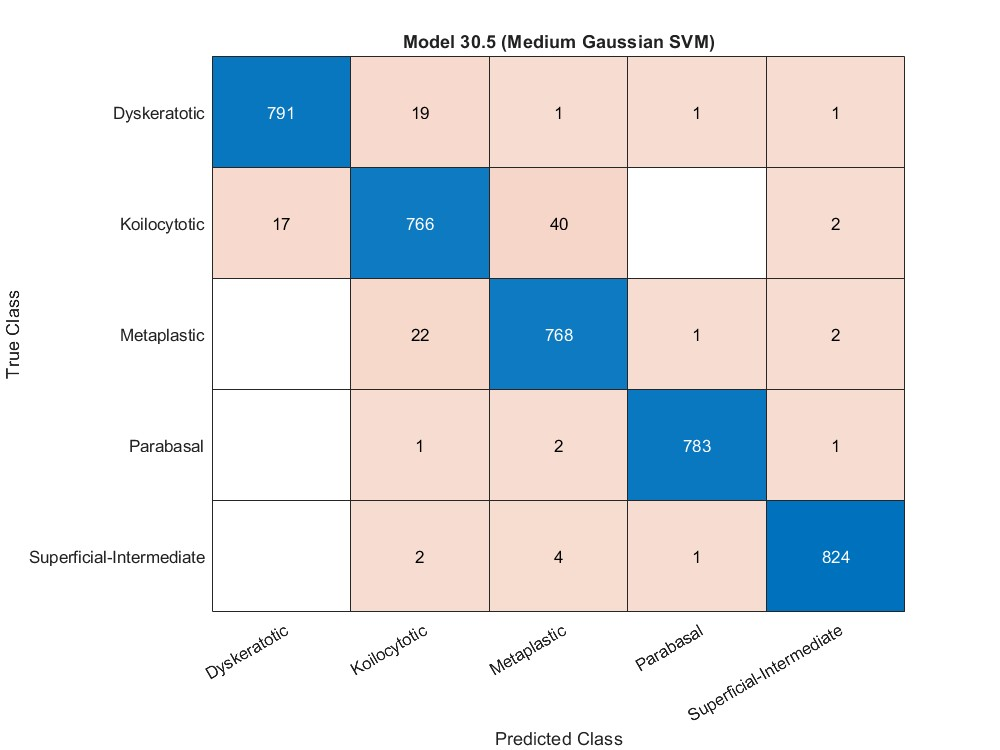 Model 30.5 (Medium Gaussian SVM)
Dyskeratotic 791 19 1 1 1
Koilocytotic 17 766 40 2
Metaplastic 22 768 1 2
Parabasal 1 2 783 1
Superficial-Intermediate 2 4 1 824
True Class
Dyskeratotic Koilocytotic Metaplastic Parabasal Superficial-Intermediate
Predicted Class